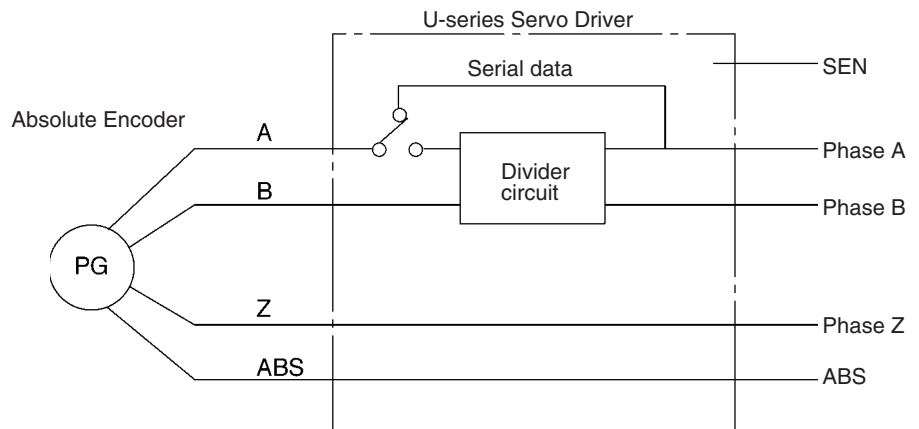 U-series Servo Driver
SEN
Serial data
Absolute Encoder
A
Phase A
Divider
circuit
B
Phase B
PG
Z
Phase Z
ABS
ABS